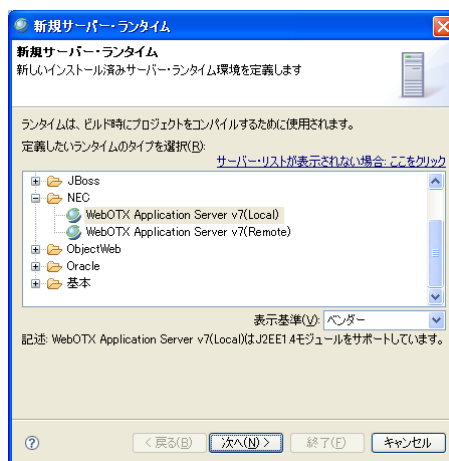 新規サーバー・ランタイム
新規サーバー・ランタイム
新しいインストール済みサーバー・ランタイム環境を定義します
ランタイムは、ビルド時にプロジェクトをコンパイルするために使用されます。
定義したいランタイムのタイプを選択(R):
サーバー・リストが表示されない場合: ここをクリック
JBoss
NEC
WebOTX Application Server v7(Local)
WebOTX Application Server v7(Remote)
ObjectWeb
Oracle
基本
表示基準(V): ベンダー
記述: WebOTX Application Server v7(Local)はJ2EE1.4モジュールをサポートしています。
? < 戻る(B) 次へ(N) > 終了(F) キャンセル